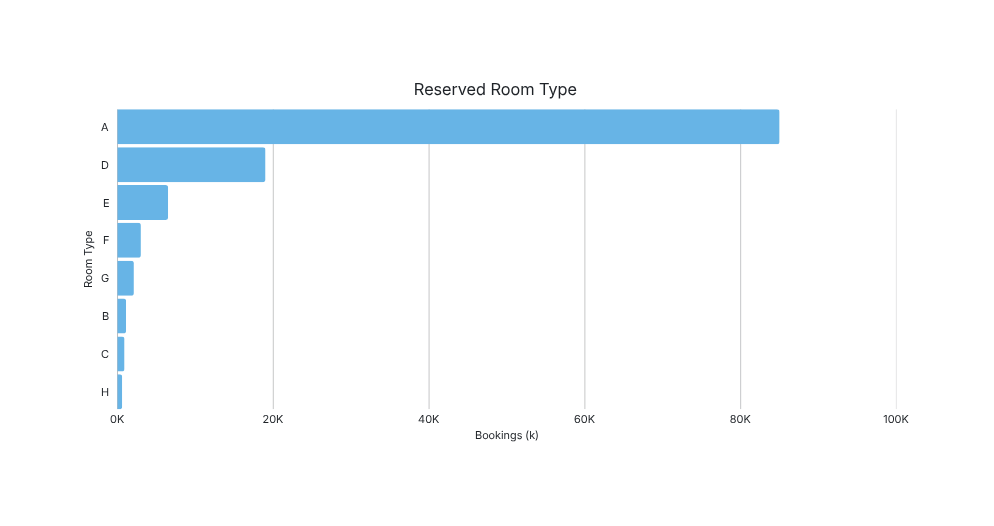 Reserved Room Type
Room Type
A
D
E
F
G
B
C
H
0K 20K 40K 60K 80K 100K
Bookings (k)